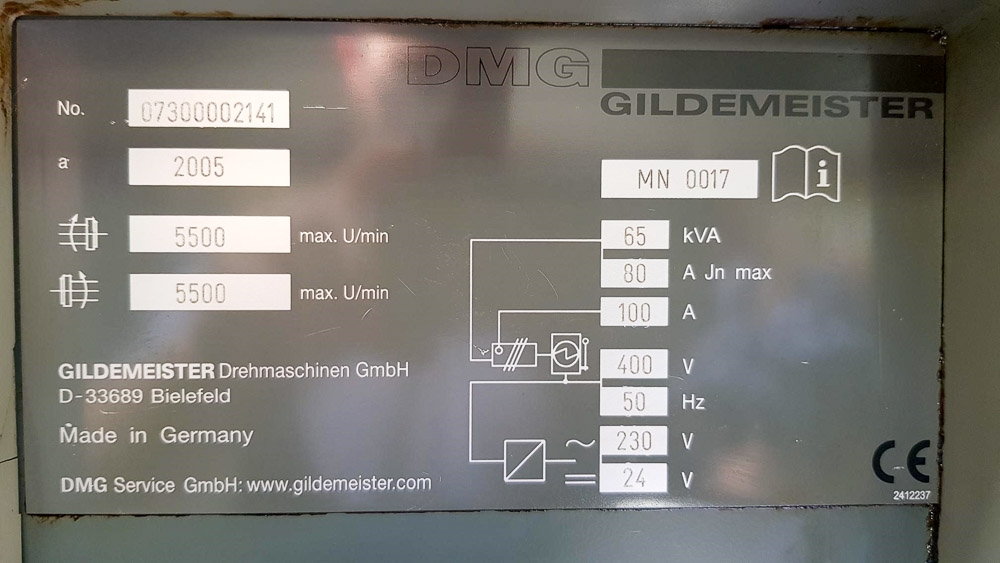 DMG
GILDEMEISTER
No. 07300002141
a 2005
5500 max. U/min
5500 max. U/min
MN 0017 i
65 kVA
80 A Jn max
100 A
400 V
50 Hz
230 V
24 V
GILDEMEISTER Drehmaschinen GmbH
D-33689 Bielefeld
Made in Germany
DMG Service GmbH: www.gildemeister.com
CE
2412237